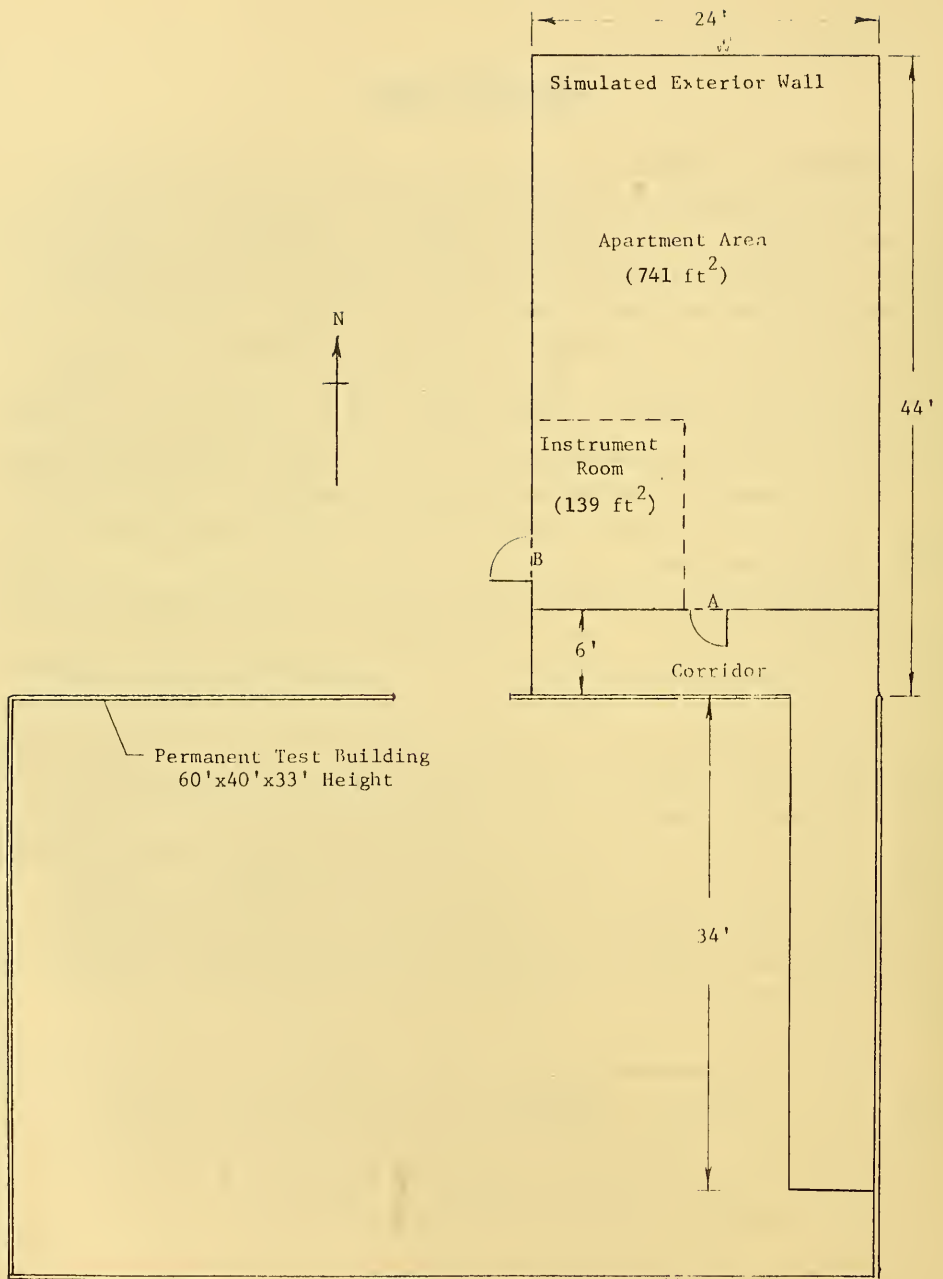 24'
Simulated Exterior Wall
Apartment Area
(741 ft²)
N
44'
Instrument
Room
(139 ft²)
B
A
6'
Corridor
Permanent Test Building
60'x40'x33' Height
34'